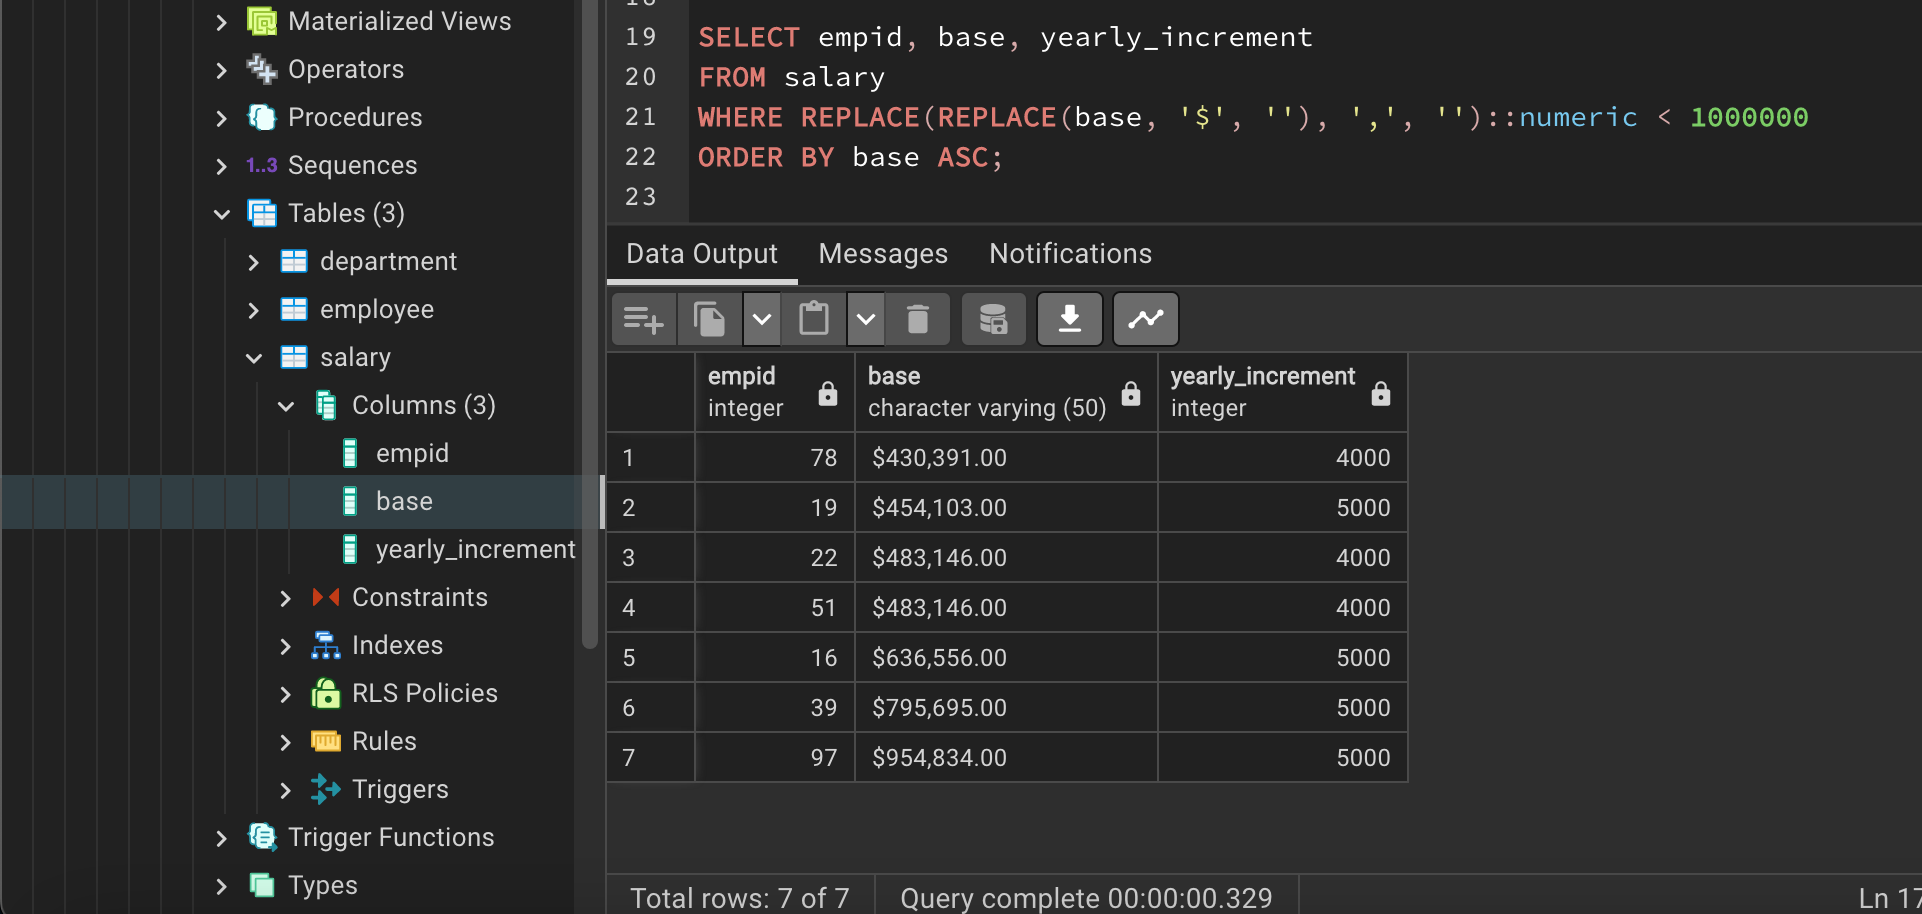 Materialized Views
Operators
Procedures
1..3 Sequences
Tables (3)
department
employee
salary
Columns (3)
empid
base
yearly_increment
Constraints
Indexes
RLS Policies
Rules
Triggers
Trigger Functions
Types
18
19 SELECT empid, base, yearly_increment
20 FROM salary
21 WHERE REPLACE(REPLACE(base, '$', ''), ',', '')::numeric < 1000000
22 ORDER BY base ASC;
23
Data Output Messages Notifications
empid base yearly_increment
integer character varying (50) integer
1 78 $430,391.00 4000
2 19 $454,103.00 5000
3 22 $483,146.00 4000
4 51 $483,146.00 4000
5 16 $636,556.00 5000
6 39 $795,695.00 5000
7 97 $954,834.00 5000
Total rows: 7 of 7 Query complete 00:00:00.329 Ln 17